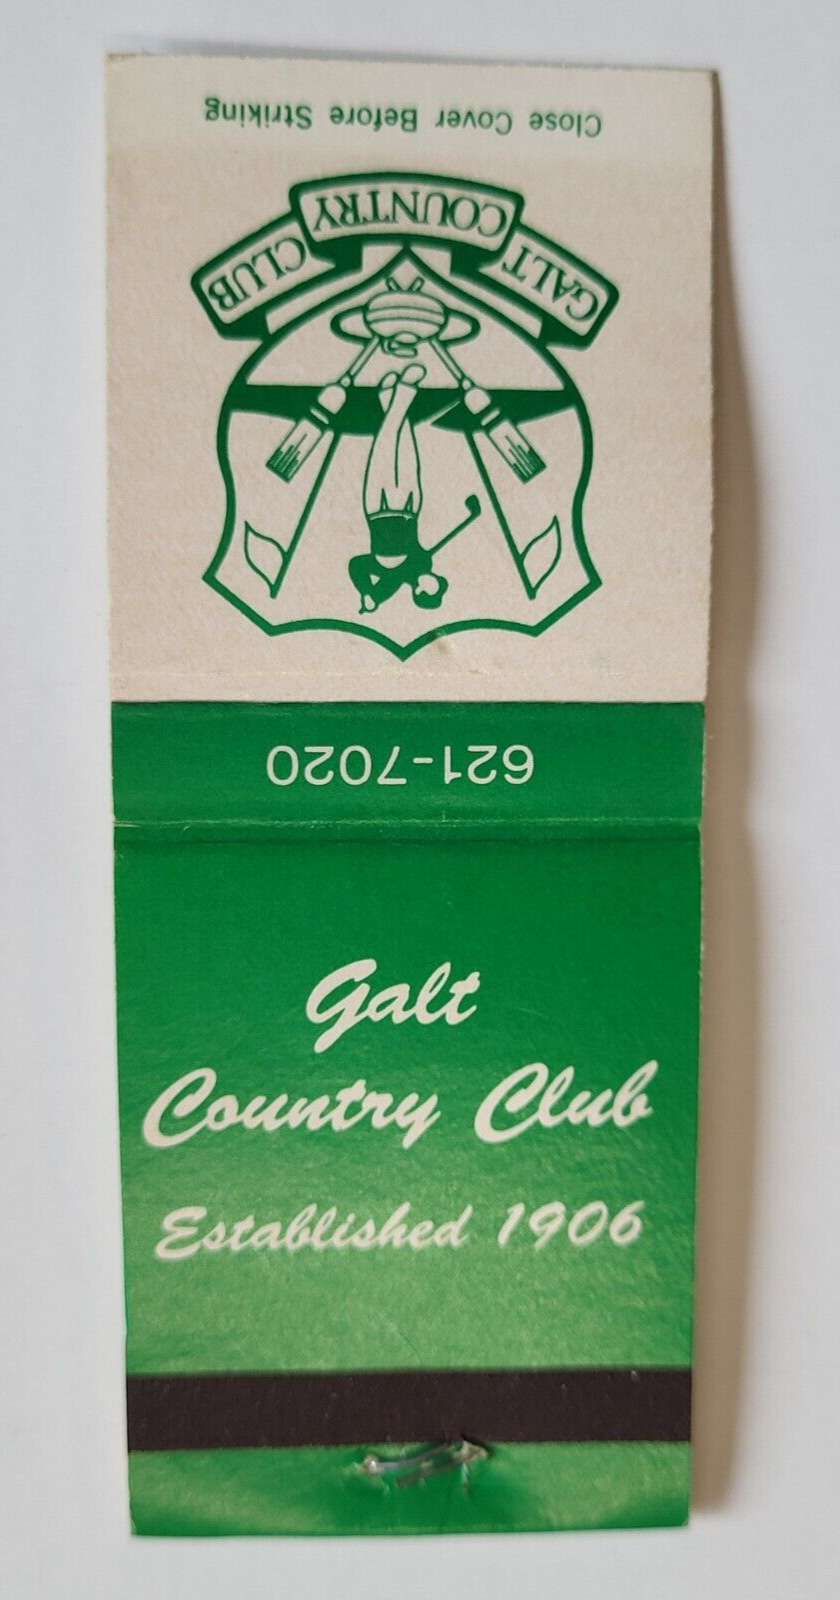 Close Cover Before Striking
GALT COUNTRY CLUB
621-7020
Galt
Country Club
Established 1906